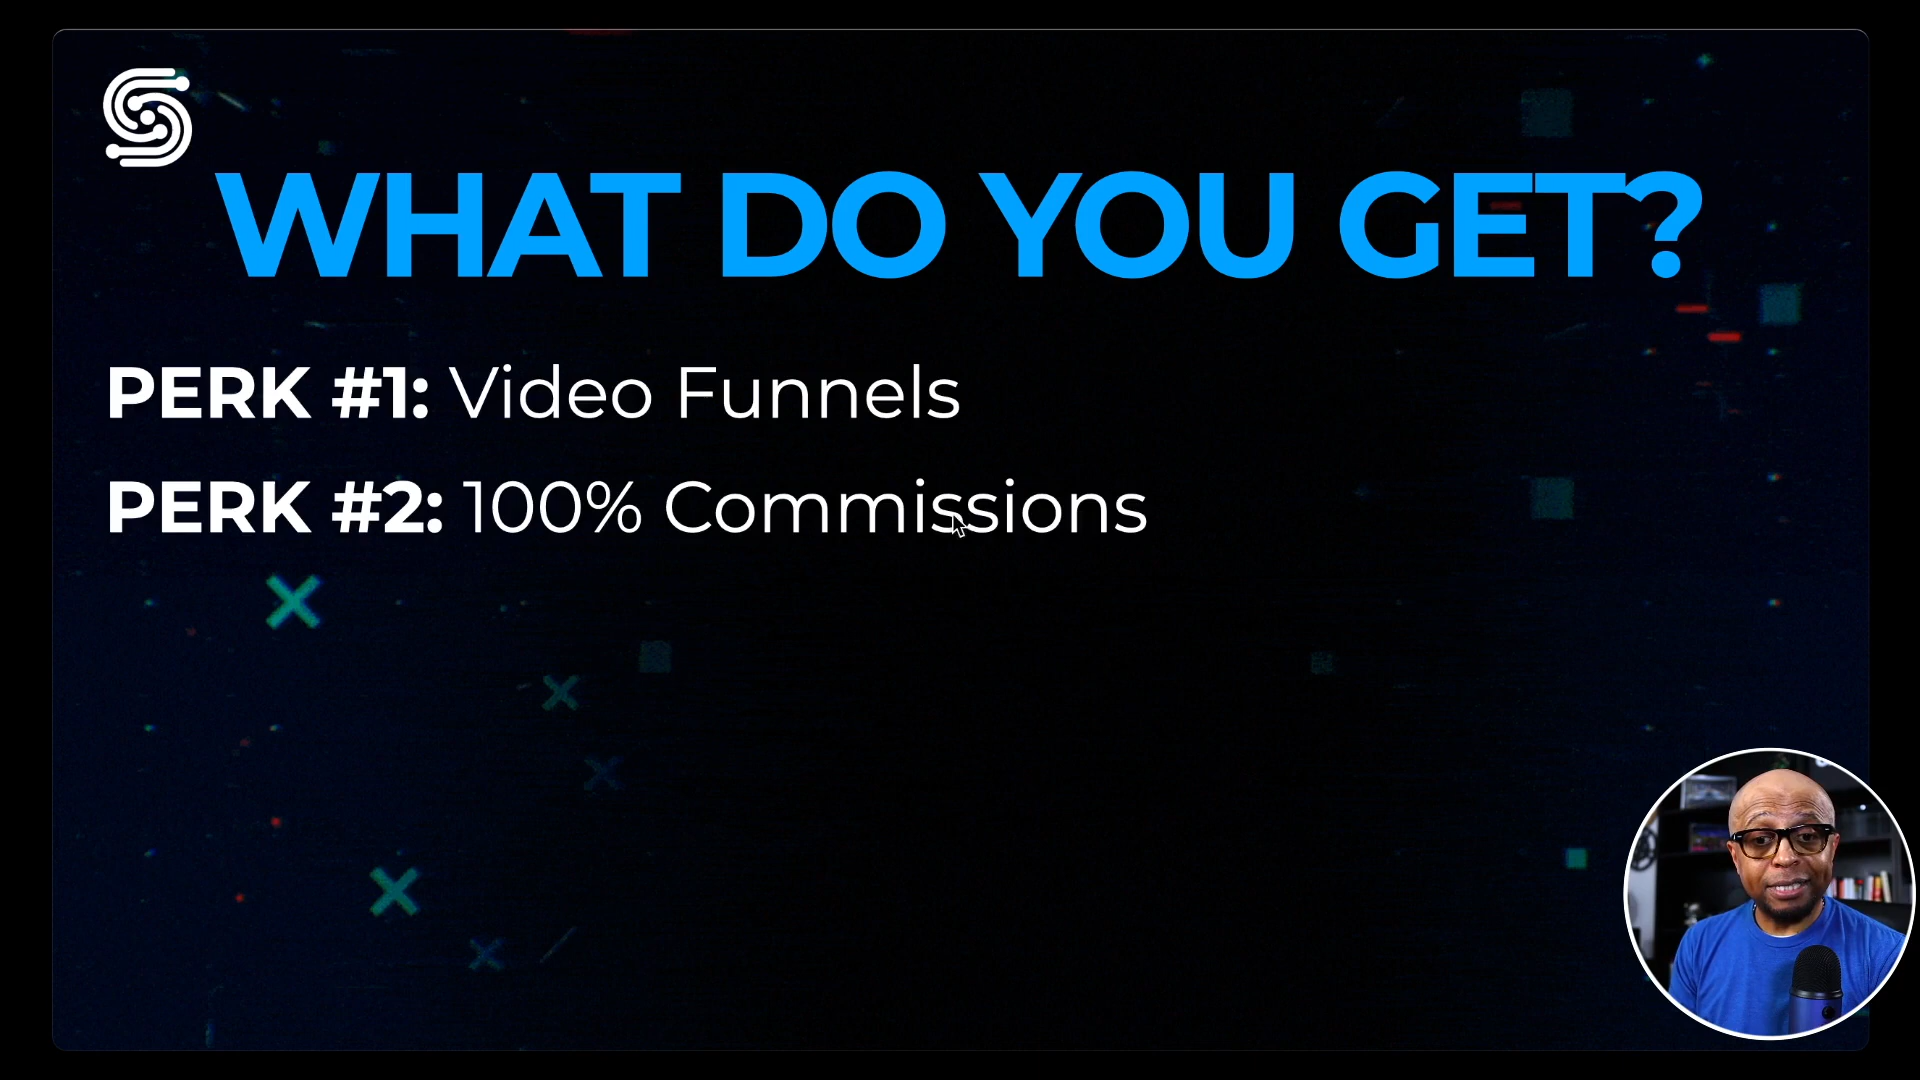 WHAT DO YOU GET?
PERK #1: Video Funnels
PERK #2: 100% Commissions